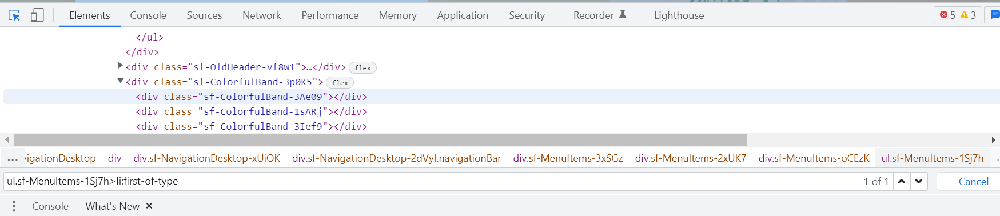 Elements Console Sources Network Performance Memory Application Security Recorder Lighthouse 5 3
</ul>
</div>
<div class="sf-OldHeader-vf8w1">…</div> flex
<div class="sf-ColorfulBand-3p0K5"> flex
<div class="sf-ColorfulBand-3Ae09"></div>
<div class="sf-ColorfulBand-1sARj"></div>
<div class="sf-ColorfulBand-3Ief9"></div>
... vigationDesktop div div.sf-NavigationDesktop-xUiOK div.sf-NavigationDesktop-2dVyI.navigationBar div.sf-MenuItems-3xSGz div.sf-MenuItems-2xUK7 div.sf-MenuItems-oCEzK ul.sf-MenuItems-1Sj7h
ul.sf-MenuItems-1Sj7h>li:first-of-type 1 of 1 Cancel
Console What's New ×